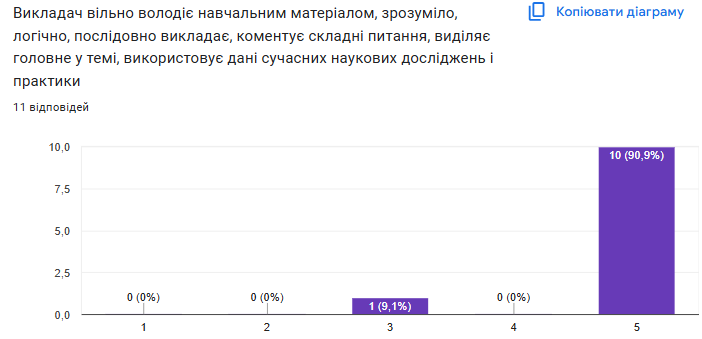 Викладач вільно володіє навчальним матеріалом, зрозуміло,
логічно, послідовно викладає, коментує складні питання, виділяє
головне у темі, використовує дані сучасних наукових досліджень і
практики
Копіювати діаграму
11 відповідей
10,0
7,5
5,0
2,5
0,0
0 (0%)
0 (0%)
1 (9,1%)
0 (0%)
10 (90,9%)
1
2
3
4
5